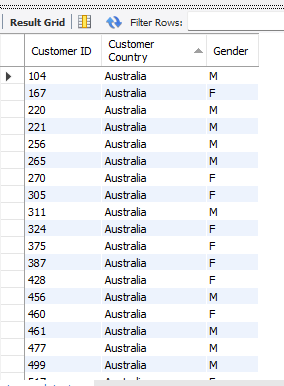 Result Grid Filter Rows:
Customer ID Customer Country Gender
104 Australia M
167 Australia F
220 Australia M
221 Australia M
256 Australia M
265 Australia M
270 Australia F
305 Australia F
311 Australia M
324 Australia F
375 Australia F
387 Australia F
428 Australia F
456 Australia M
460 Australia F
461 Australia M
477 Australia M
499 Australia M